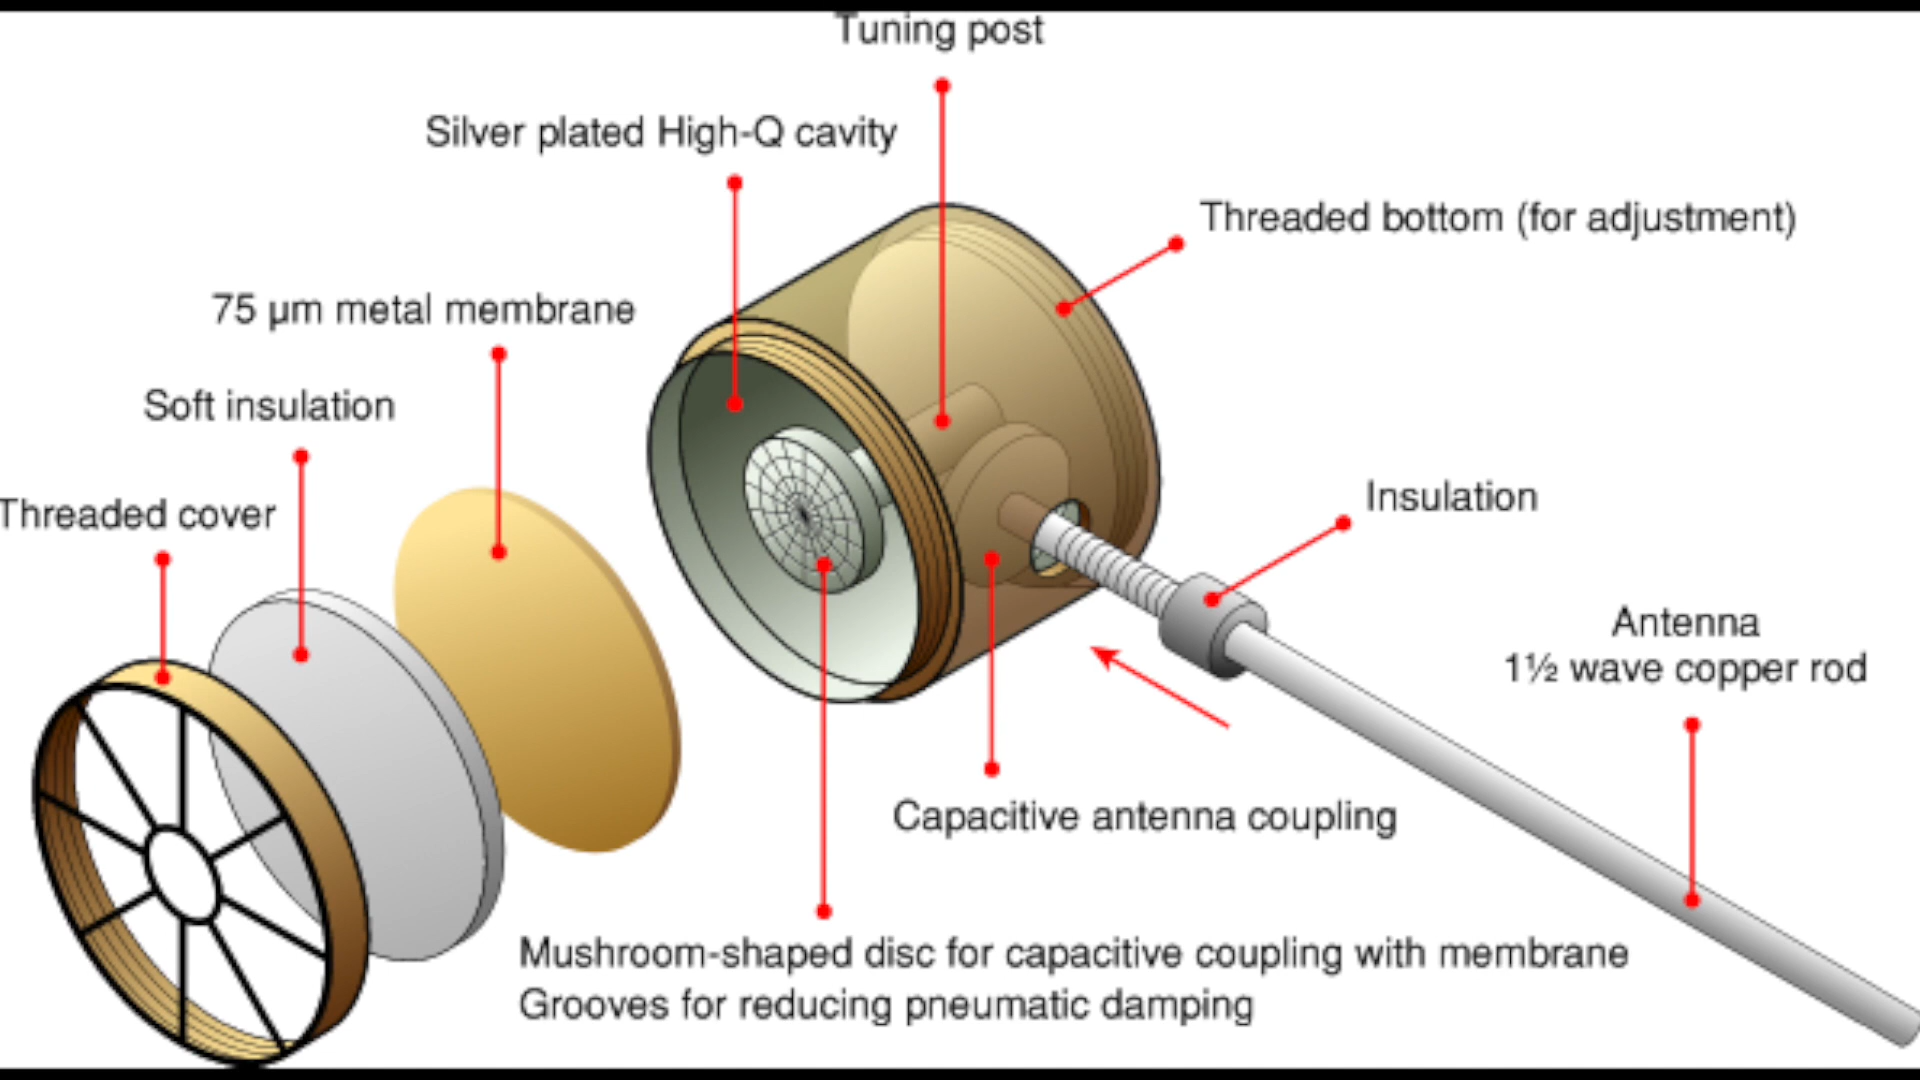 Tuning post
Silver plated High-Q cavity
Threaded bottom (for adjustment)
75 µm metal membrane
Soft insulation
Insulation
Threaded cover
Antenna
1½ wave copper rod
Capacitive antenna coupling
Mushroom-shaped disc for capacitive coupling with membrane
Grooves for reducing pneumatic damping